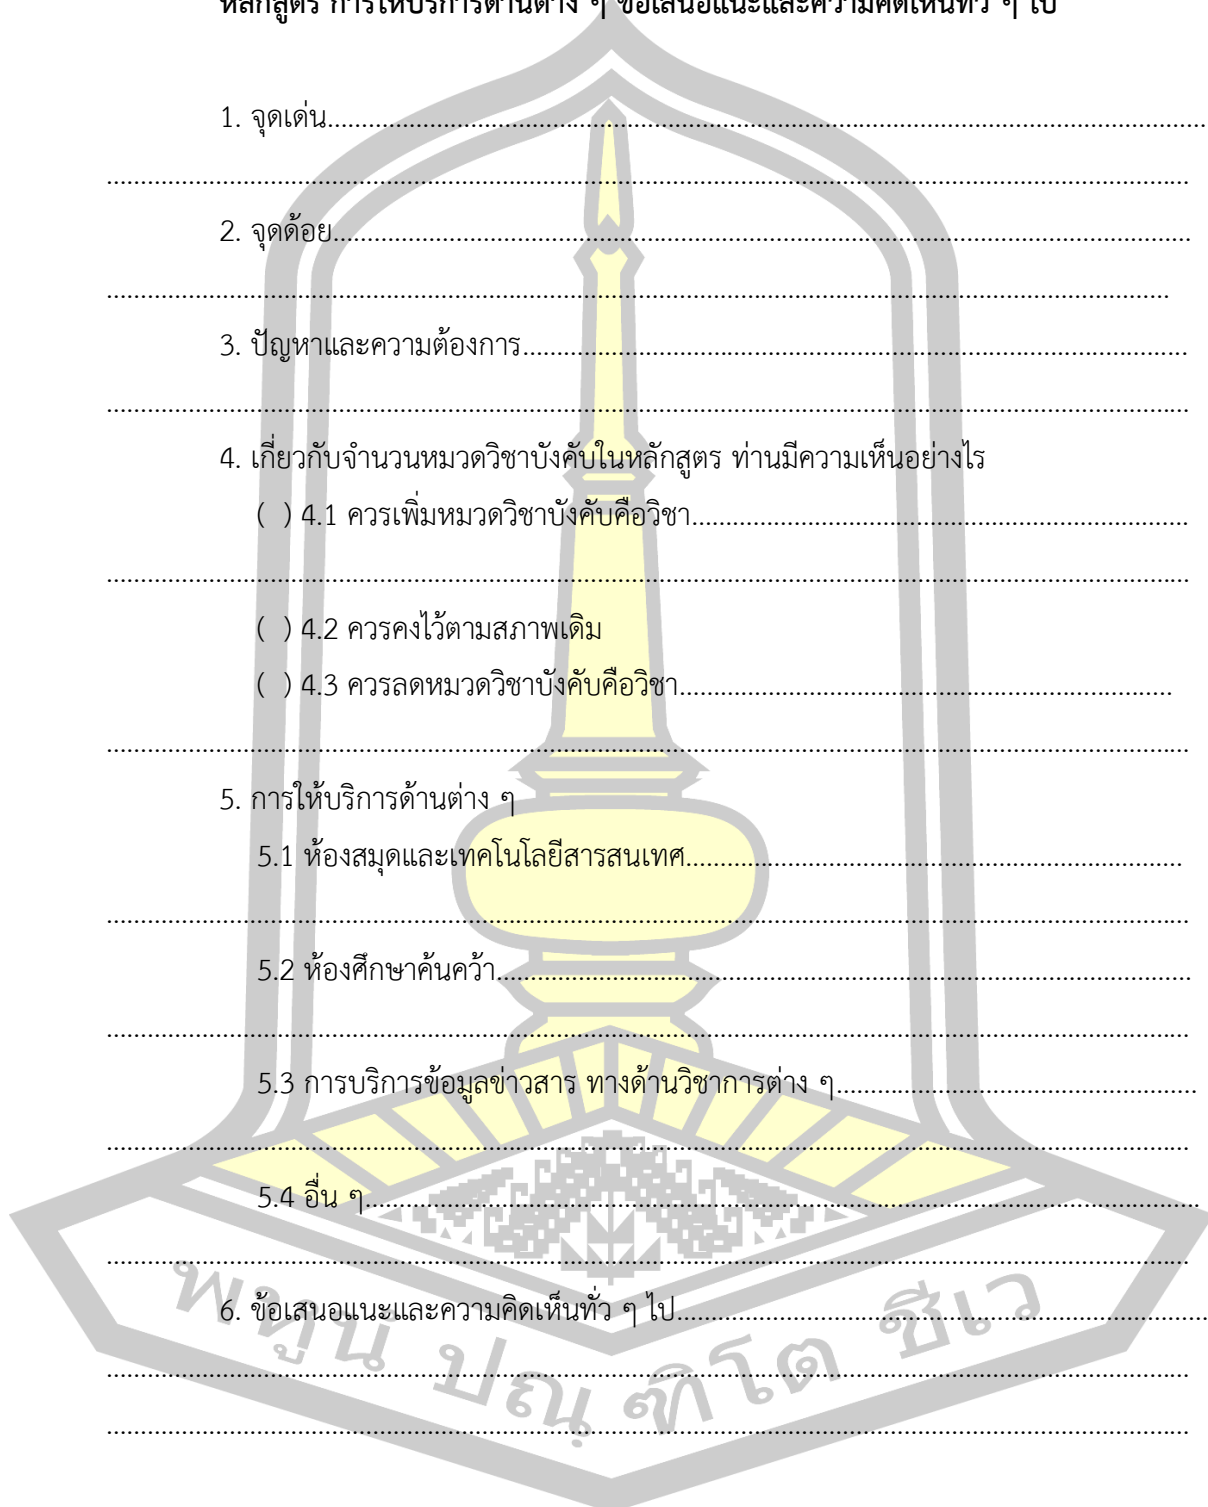 หลักสูตร การให้บริการด้านต่าง ๆ ข้อเสนอแนะและความคิดเห็นทั่ว ๆ ไป
1. จุดเด่น..........................................................................................................................................
..........................................................................................................................................
2. จุดด้อย..........................................................................................................................................
..........................................................................................................................................
3. ปัญหาและความต้องการ..........................................................................................
..........................................................................................................................................
4. เกี่ยวกับจำนวนหมวดวิชาบังคับในหลักสูตร ท่านมีความเห็นอย่างไร
( ) 4.1 ควรเพิ่มหมวดวิชาบังคับคือวิชา..................................................................
..........................................................................................................................................
( ) 4.2 ควรคงไว้ตามสภาพเดิม
( ) 4.3 ควรลดหมวดวิชาบังคับคือวิชา..................................................................
..........................................................................................................................................
5. การให้บริการด้านต่าง ๆ
5.1 ห้องสมุดและเทคโนโลยีสารสนเทศ..................................................................
..........................................................................................................................................
5.2 ห้องศึกษาค้นคว้า..........................................................................................
..........................................................................................................................................
5.3 การบริการข้อมูลข่าวสาร ทางด้านวิชาการต่าง ๆ................................................
..........................................................................................................................................
5.4 อื่น ๆ..........................................................................................................
..........................................................................................................................................
6. ข้อเสนอแนะและความคิดเห็นทั่ว ๆ ไป..................................................................
..........................................................................................................................................
..........................................................................................................................................
พหูนํ ปณฺฑิโต ชีเว